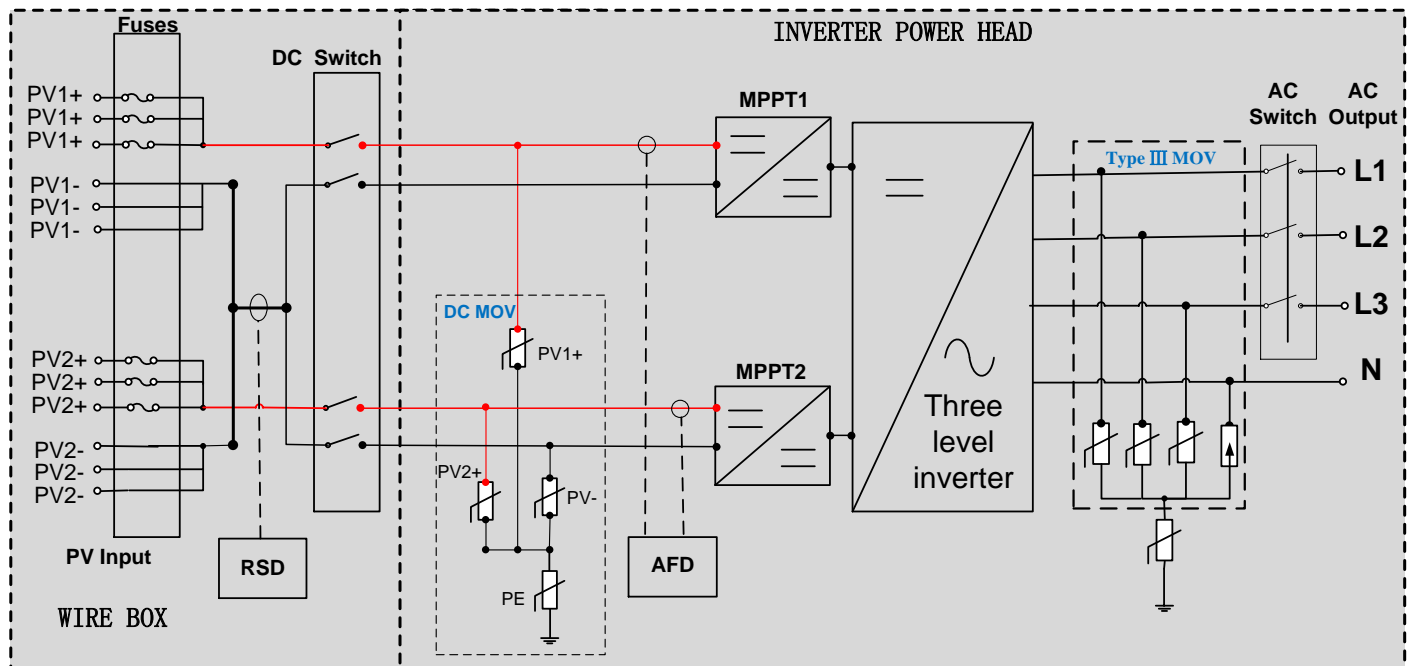 Fuses
INVERTER POWER HEAD
DC Switch
AC
Switch
AC
Output
PV1+
PV1+
PV1+
MPPT1
Type Ⅲ MOV
L1
PV1-
PV1-
PV1-
L2
L3
DC MOV
PV1+
PV2+
PV2+
PV2+
MPPT2
N
Three
level
inverter
PV2-
PV2-
PV2-
PV2+
PV-
PV Input
RSD
AFD
PE
WIRE BOX